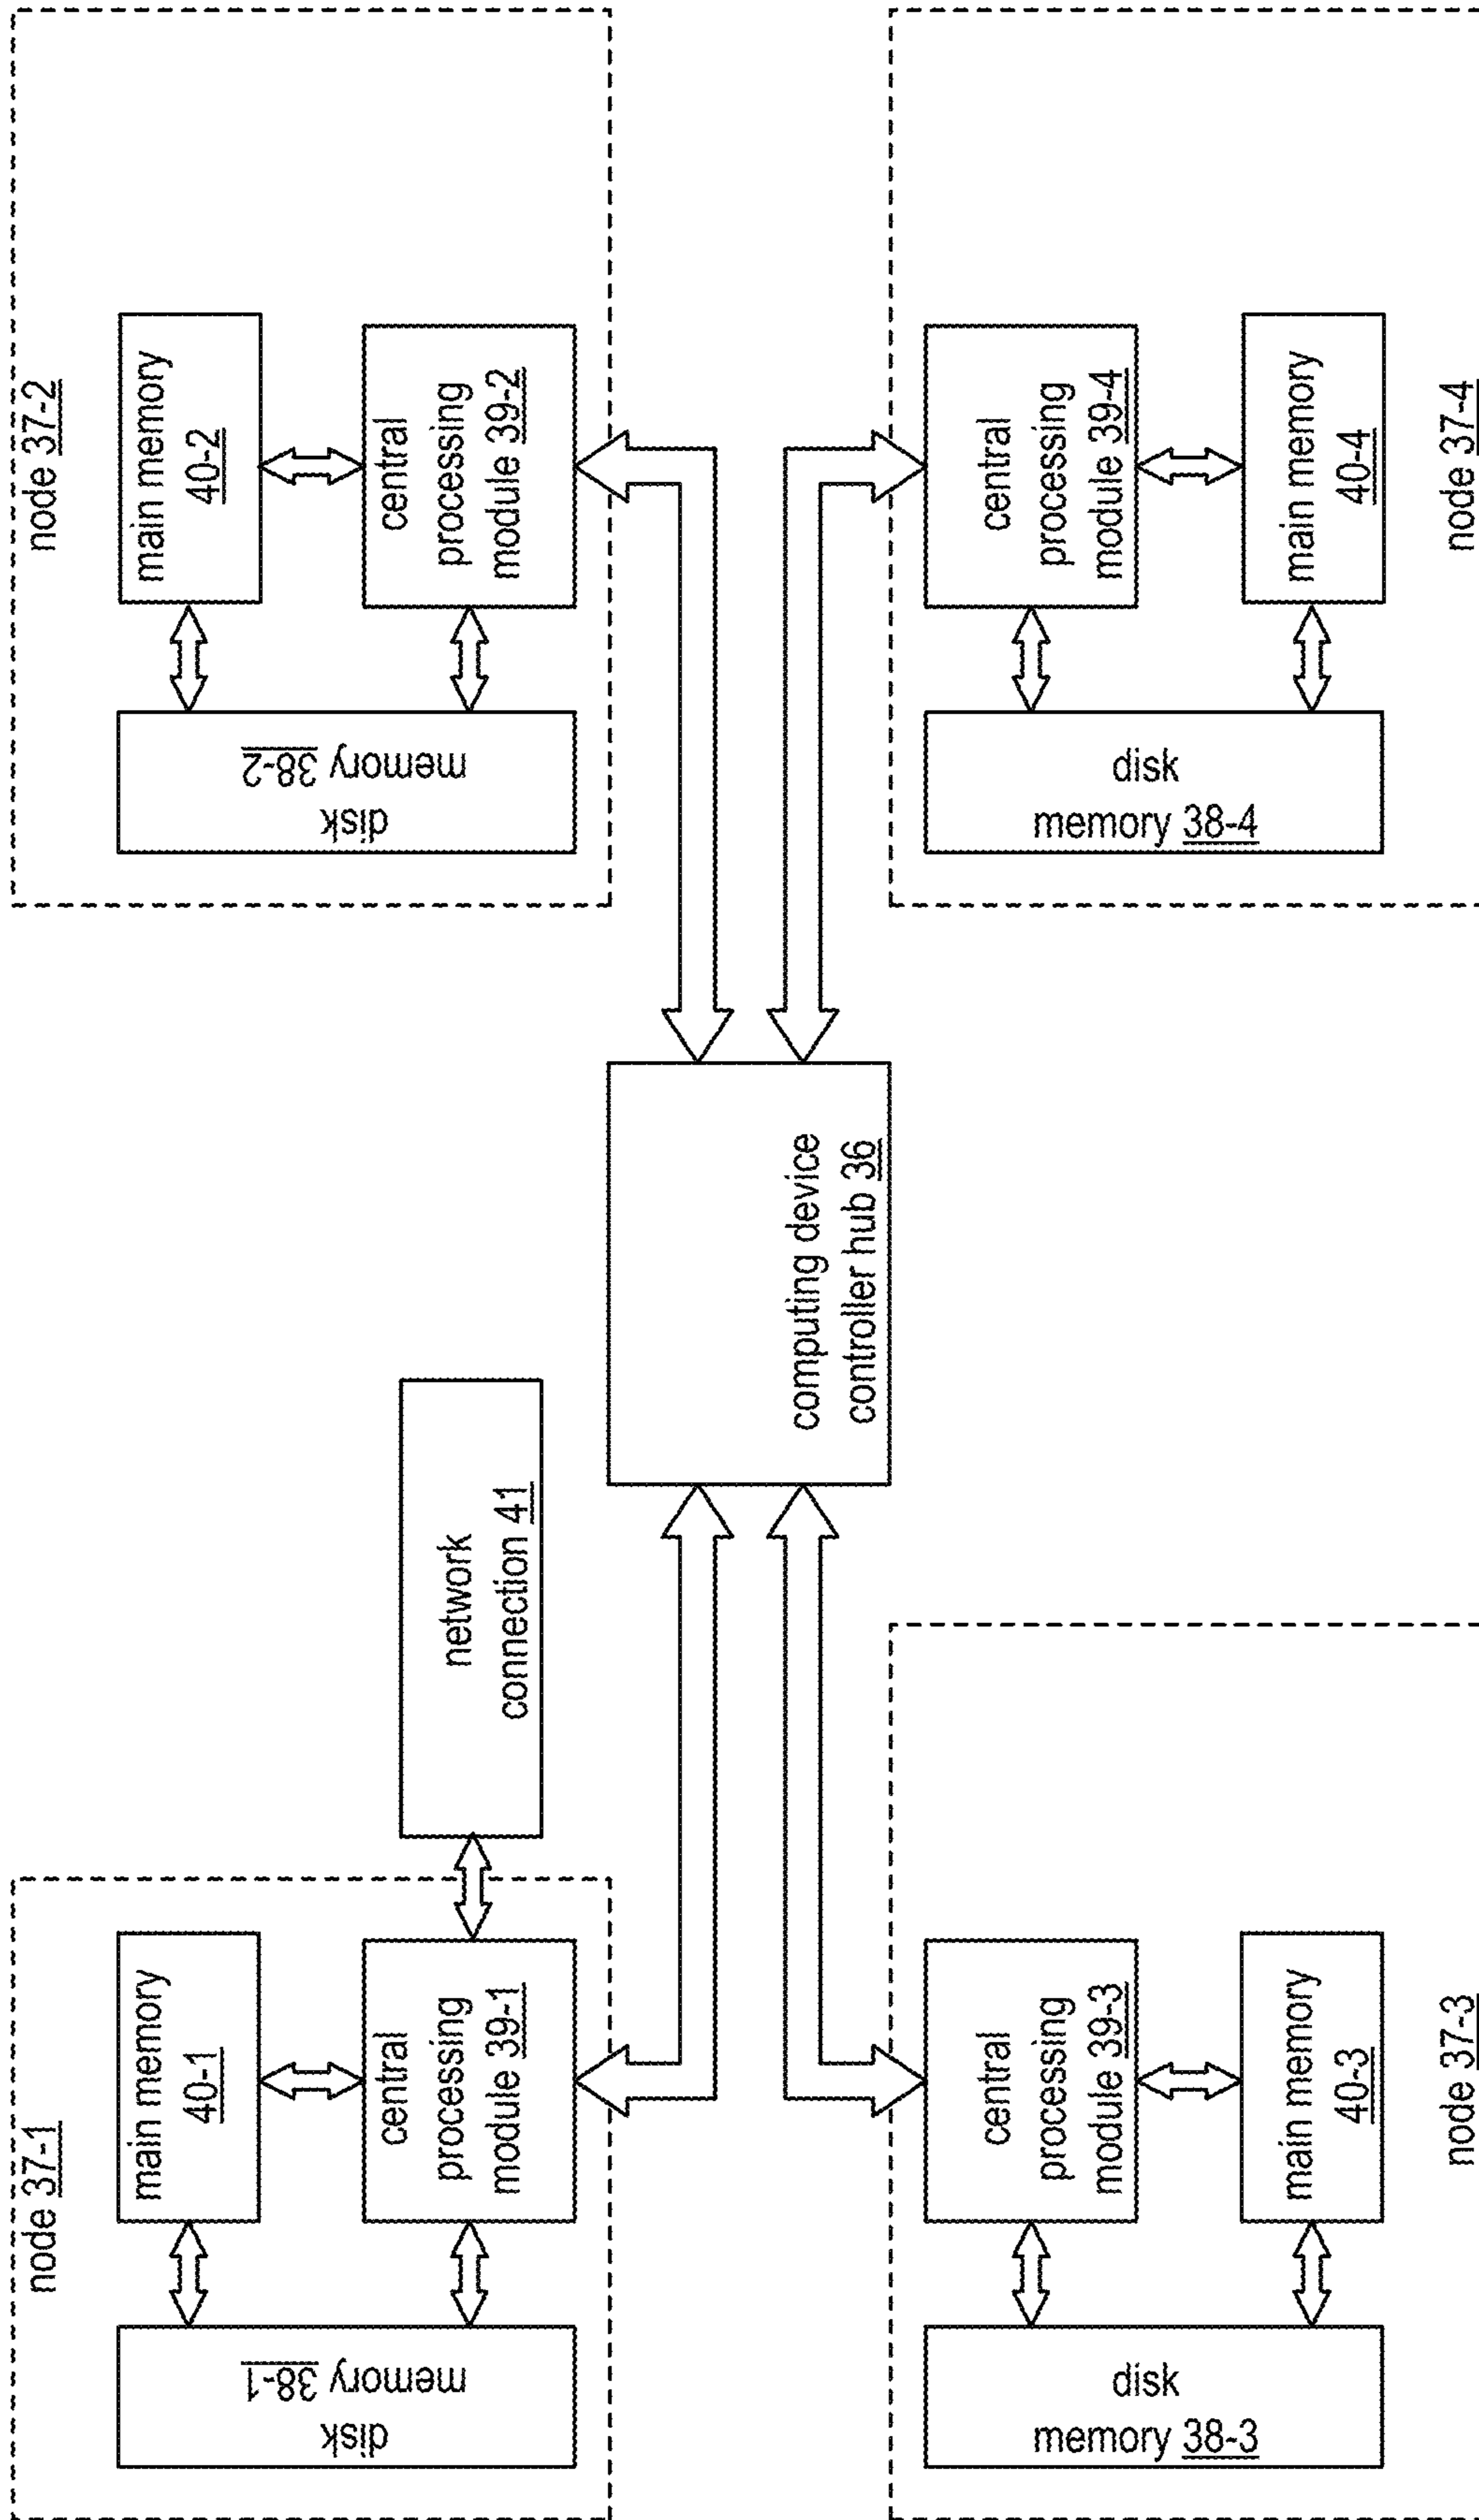 node 37-1
main memory
40-1
central
processing
module 39-1
disk
memory 38-1
network
connection 41
node 37-2
main memory
40-2
central
processing
module 39-2
disk
memory 38-2
computing device
controller hub 36
central
processing
module 39-3
main memory
40-3
disk
memory 38-3
node 37-3
central
processing
module 39-4
main memory
40-4
disk
memory 38-4
node 37-4